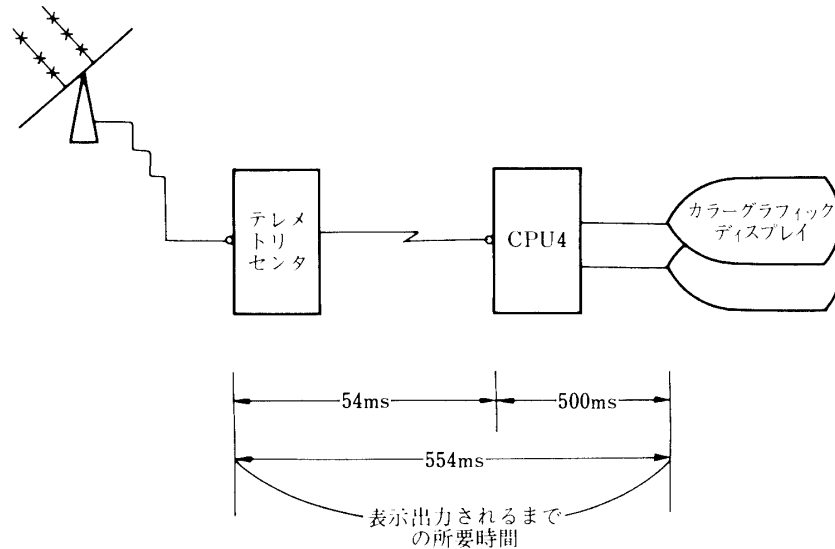 テレメ
トリ
センタ
CPU4
カラーグラフィック
ディスプレイ
54ms
500ms
554ms
表示出力されるまで
の所要時間